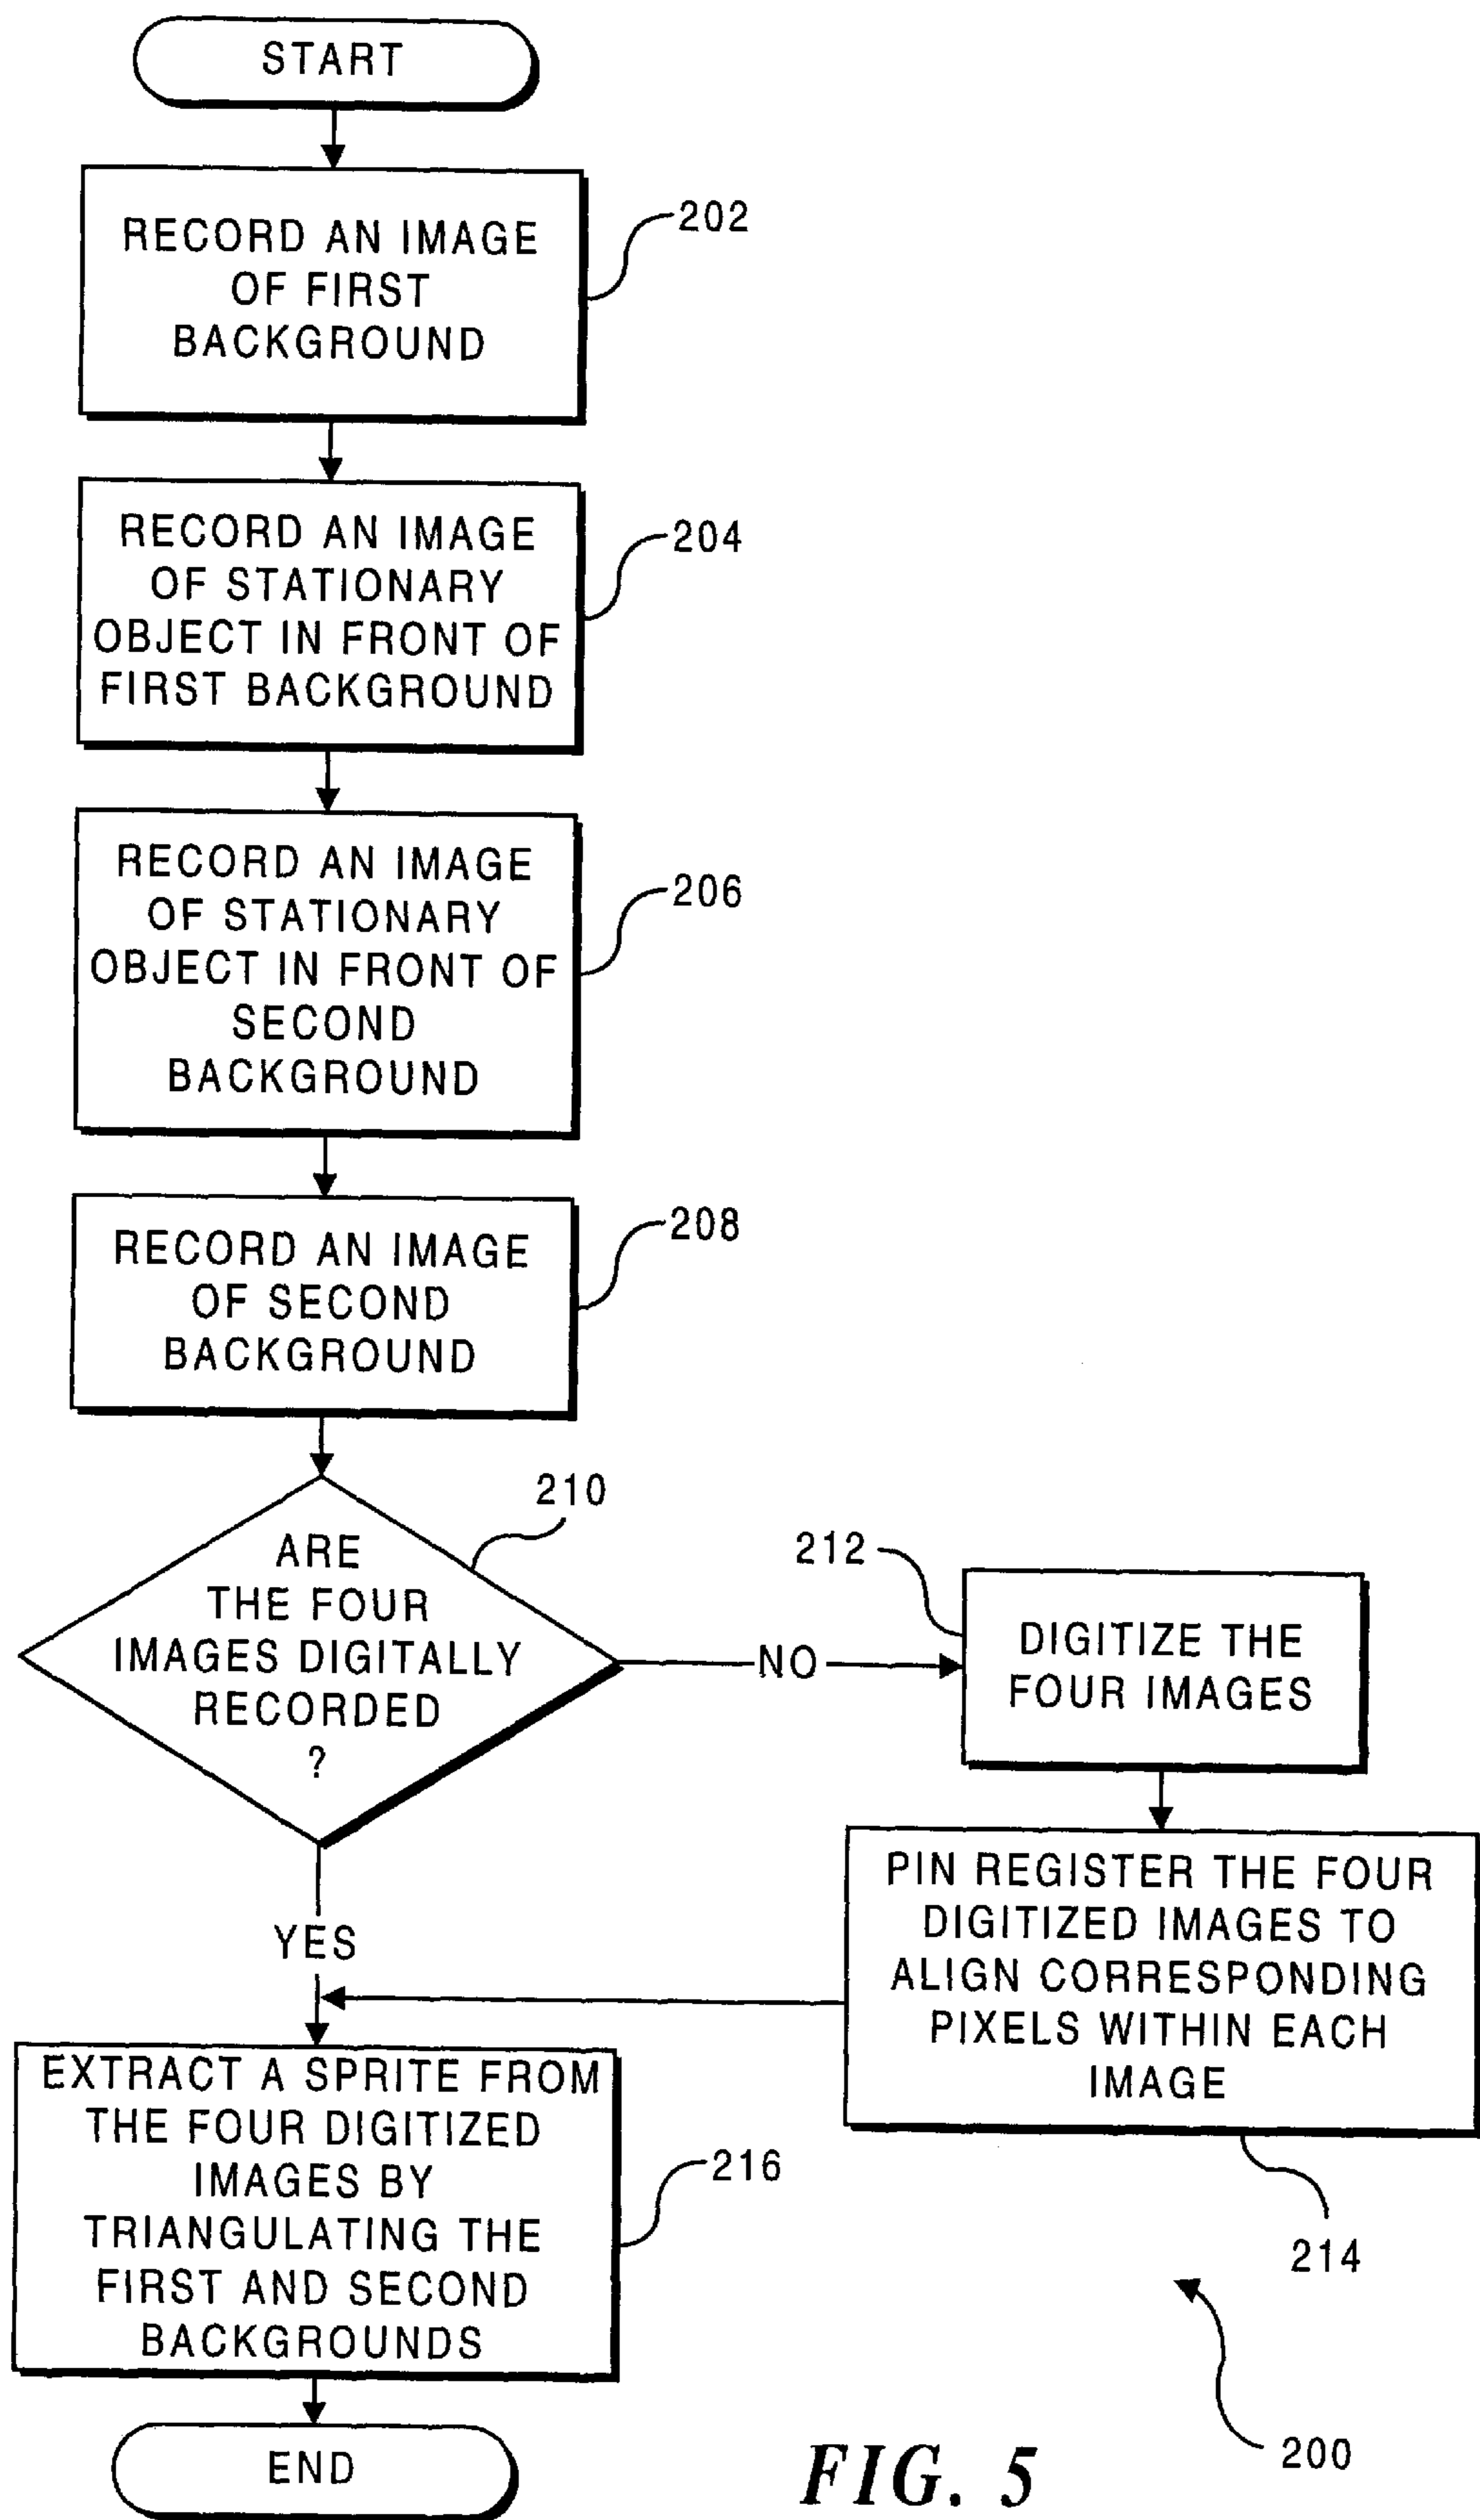 START
RECORD AN IMAGE
OF FIRST
BACKGROUND
202
RECORD AN IMAGE
OF STATIONARY
OBJECT IN FRONT OF
FIRST BACKGROUND
204
RECORD AN IMAGE
OF STATIONARY
OBJECT IN FRONT OF
SECOND
BACKGROUND
206
RECORD AN IMAGE
OF SECOND
BACKGROUND
208
ARE
THE FOUR
IMAGES DIGITALLY
RECORDED
?
210
NO
212
DIGITIZE THE
FOUR IMAGES
PIN REGISTER THE FOUR
DIGITIZED IMAGES TO
ALIGN CORRESPONDING
PIXELS WITHIN EACH
IMAGE
214
YES
EXTRACT A SPRITE FROM
THE FOUR DIGITIZED
IMAGES BY
TRIANGULATING THE
FIRST AND SECOND
BACKGROUNDS
216
END
200
FIG. 5